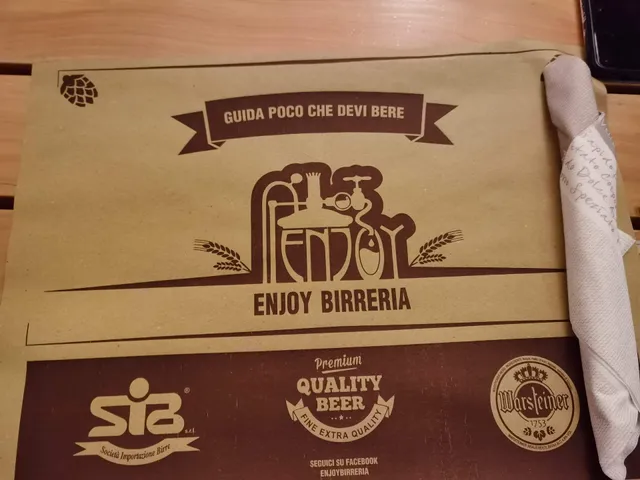 GUIDA POCO CHE DEVI BERE
ENJOY
ENJOY BIRRERIA
SIB ®
s.r.l
Società Importazione Birre
Premium
QUALITY
BEER
FINE EXTRA QUALITY
SEGUICI SU FACEBOOK
ENJOYBIRRERIA
Warsteiner
1753